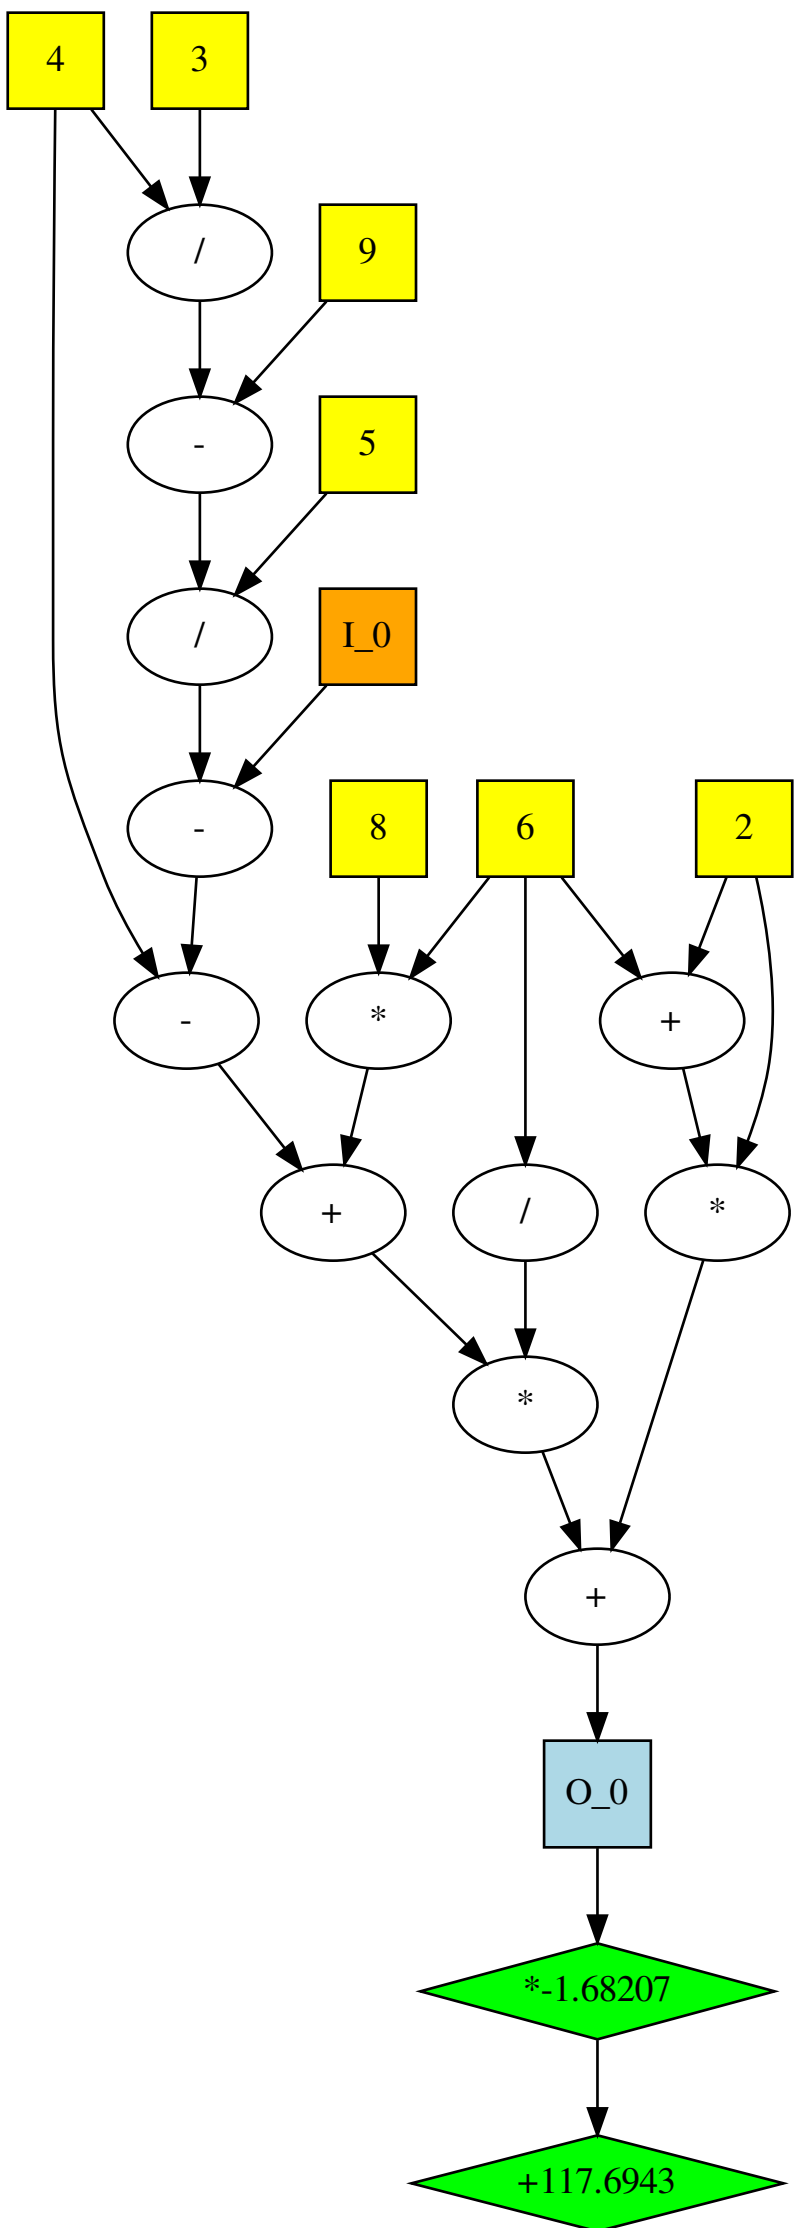 4 3
/ 9
- 5
/ I_0
- 8 6 2
- * +
+ / *
*
+
O_0
*-1.68207
+117.6943